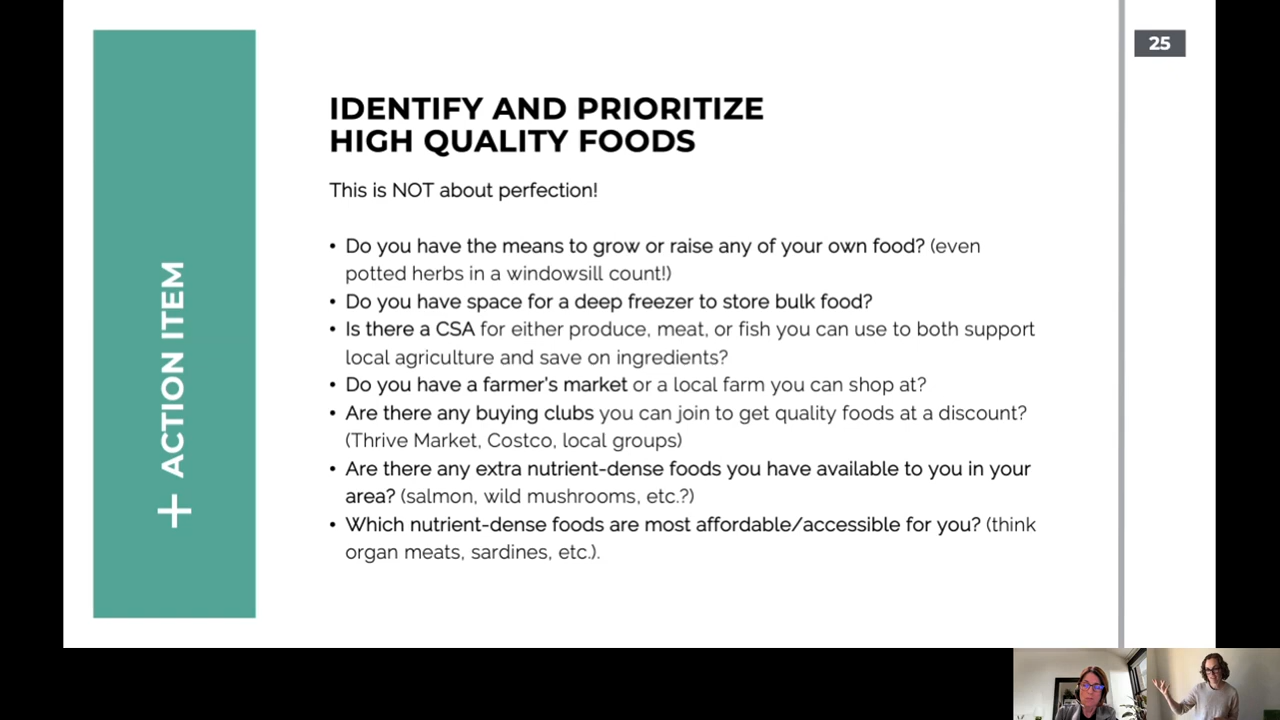 25
IDENTIFY AND PRIORITIZE
HIGH QUALITY FOODS
This is NOT about perfection!
• Do you have the means to grow or raise any of your own food? (even
potted herbs in a windowsill count!)
• Do you have space for a deep freezer to store bulk food?
• Is there a CSA for either produce, meat, or fish you can use to both support
local agriculture and save on ingredients?
• Do you have a farmer's market or a local farm you can shop at?
• Are there any buying clubs you can join to get quality foods at a discount?
(Thrive Market, Costco, local groups)
• Are there any extra nutrient-dense foods you have available to you in your
area? (salmon, wild mushrooms, etc.?)
• Which nutrient-dense foods are most affordable/accessible for you? (think
organ meats, sardines, etc.).
+ ACTION ITEM